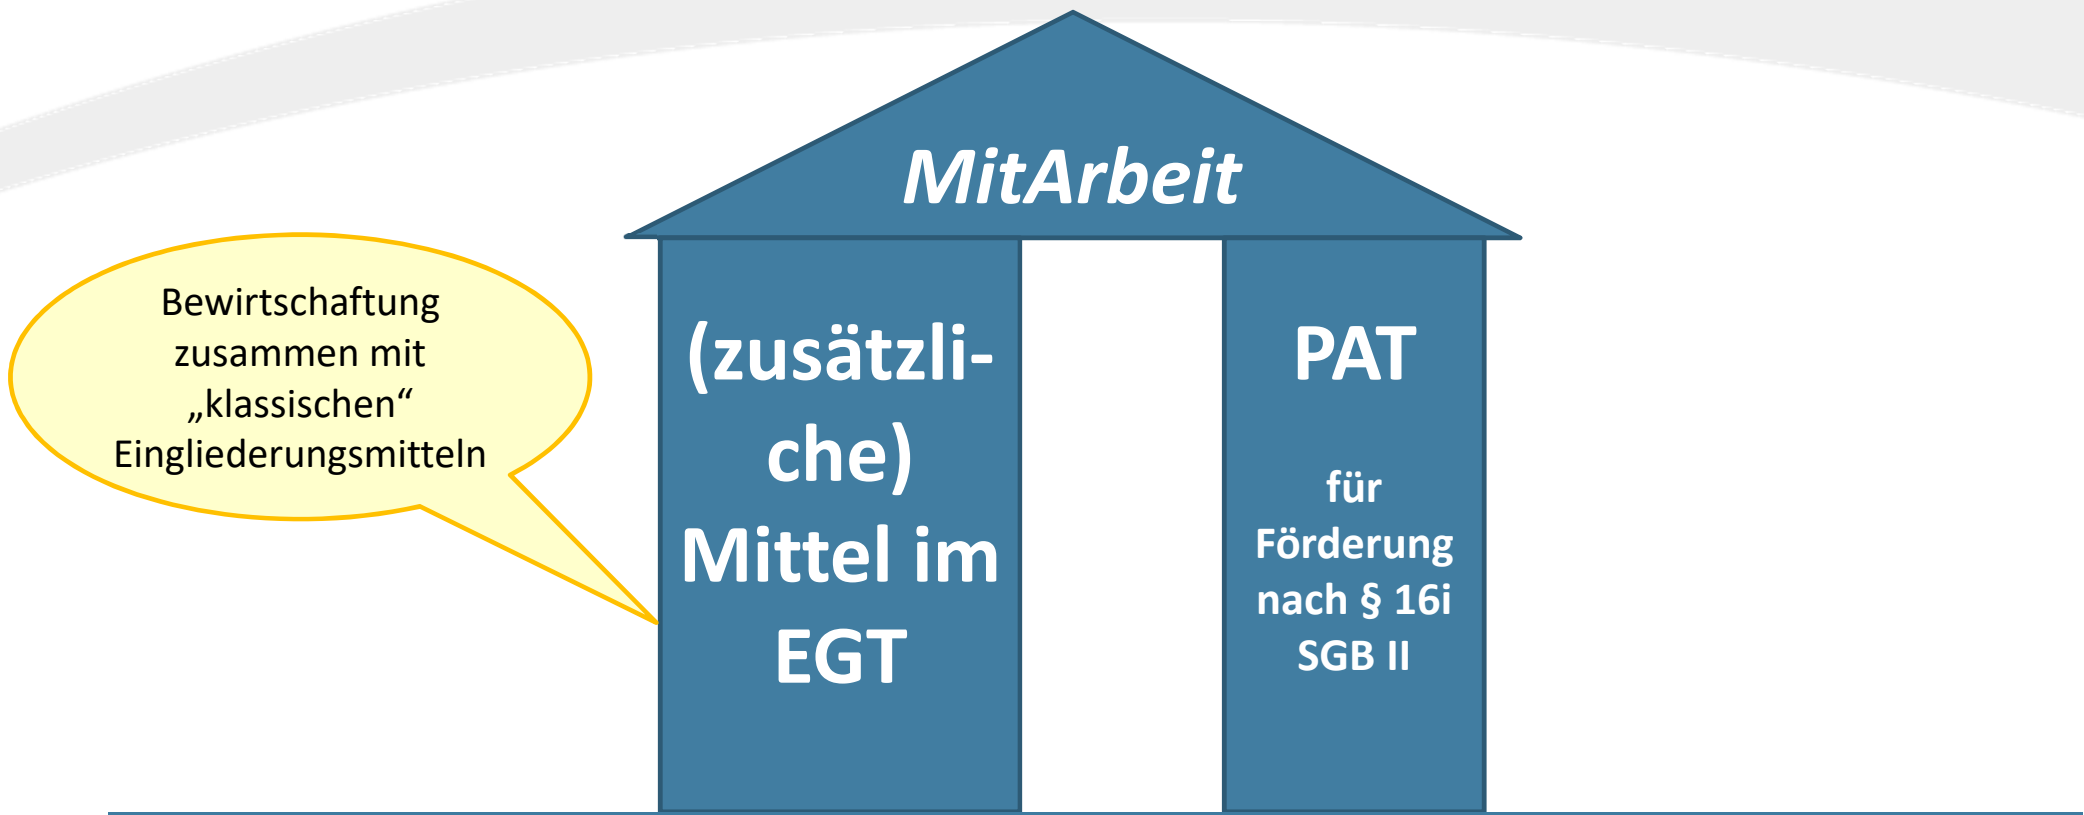 MitArbeit
Bewirtschaftung
zusammen mit
„klassischen“
Eingliederungsmitteln
(zusätzli-
che)
Mittel im
EGT
PAT
für
Förderung
nach § 16i
SGB II